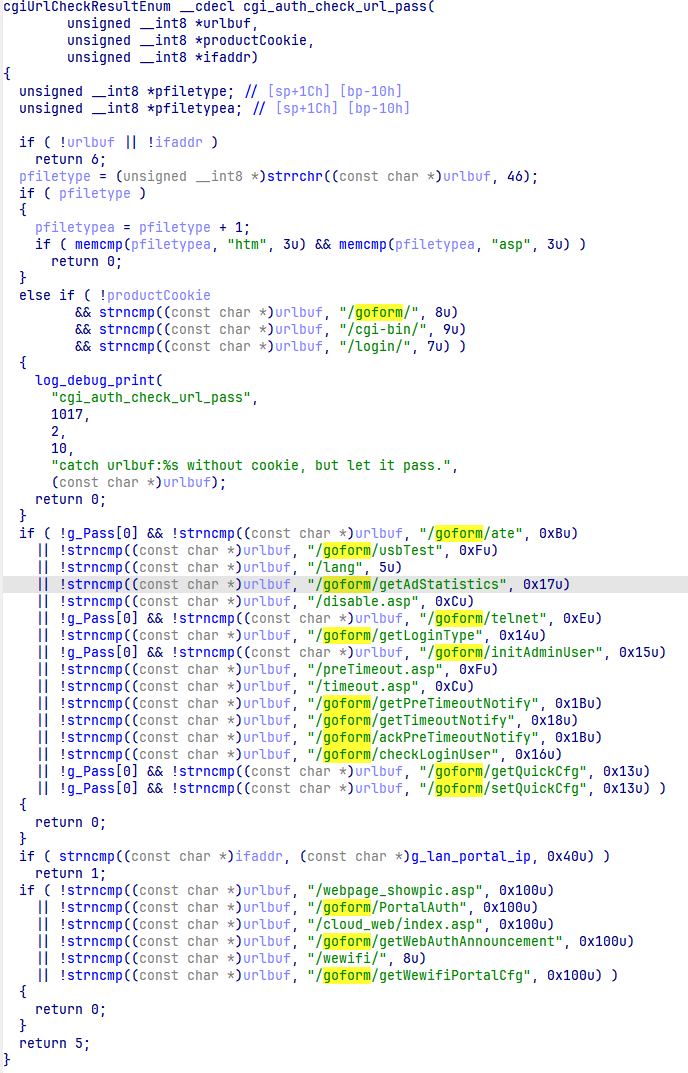 cgiUrlCheckResultEnum __cdecl cgi_auth_check_url_pass(
        unsigned __int8 *urlbuf,
        unsigned __int8 *productCookie,
        unsigned __int8 *ifaddr)
{
  unsigned __int8 *pfiletype; // [sp+1Ch] [bp-10h]
  unsigned __int8 *pfiletypea; // [sp+1Ch] [bp-10h]

  if ( !urlbuf || !ifaddr )
    return 6;
  pfiletype = (unsigned __int8 *)strrchr((const char *)urlbuf, 46);
  if ( pfiletype )
  {
    pfiletypea = pfiletype + 1;
    if ( memcmp(pfiletypea, "htm", 3u) && memcmp(pfiletypea, "asp", 3u) )
      return 0;
  }
  else if ( !productCookie
         && strncmp((const char *)urlbuf, "/goform/", 8u)
         && strncmp((const char *)urlbuf, "/cgi-bin/", 9u)
         && strncmp((const char *)urlbuf, "/login/", 7u) )
  {
    log_debug_print(
      "cgi_auth_check_url_pass",
      1017,
      2,
      10,
      "catch urlbuf:%s without cookie, but let it pass.",
      (const char *)urlbuf);
    return 0;
  }
  if ( !g_Pass[0] && !strncmp((const char *)urlbuf, "/goform/ate", 0xBu)
    || !strncmp((const char *)urlbuf, "/goform/usbTest", 0xFu)
    || !strncmp((const char *)urlbuf, "/lang", 5u)
    || !strncmp((const char *)urlbuf, "/goform/getAdStatistics", 0x17u)
    || !strncmp((const char *)urlbuf, "/disable.asp", 0xCu)
    || !g_Pass[0] && !strncmp((const char *)urlbuf, "/goform/telnet", 0xEu)
    || !strncmp((const char *)urlbuf, "/goform/getLoginType", 0x14u)
    || !g_Pass[0] && !strncmp((const char *)urlbuf, "/goform/initAdminUser", 0x15u)
    || !strncmp((const char *)urlbuf, "/preTimeout.asp", 0xFu)
    || !strncmp((const char *)urlbuf, "/timeout.asp", 0xCu)
    || !strncmp((const char *)urlbuf, "/goform/getPreTimeoutNotify", 0x1Bu)
    || !strncmp((const char *)urlbuf, "/goform/getTimeoutNotify", 0x18u)
    || !strncmp((const char *)urlbuf, "/goform/ackPreTimeoutNotify", 0x1Bu)
    || !strncmp((const char *)urlbuf, "/goform/checkLoginUser", 0x16u)
    || !g_Pass[0] && !strncmp((const char *)urlbuf, "/goform/getQuickCfg", 0x13u)
    || !g_Pass[0] && !strncmp((const char *)urlbuf, "/goform/setQuickCfg", 0x13u) )
  {
    return 0;
  }
  if ( strncmp((const char *)ifaddr, (const char *)g_lan_portal_ip, 0x40u) )
    return 1;
  if ( !strncmp((const char *)urlbuf, "/webpage_showpic.asp", 0x100u)
    || !strncmp((const char *)urlbuf, "/goform/PortalAuth", 0x100u)
    || !strncmp((const char *)urlbuf, "/cloud_web/index.asp", 0x100u)
    || !strncmp((const char *)urlbuf, "/goform/getWebAuthAnnouncement", 0x100u)
    || !strncmp((const char *)urlbuf, "/wewifi/", 8u)
    || !strncmp((const char *)urlbuf, "/goform/getWewifiPortalCfg", 0x100u) )
  {
    return 0;
  }
  return 5;
}